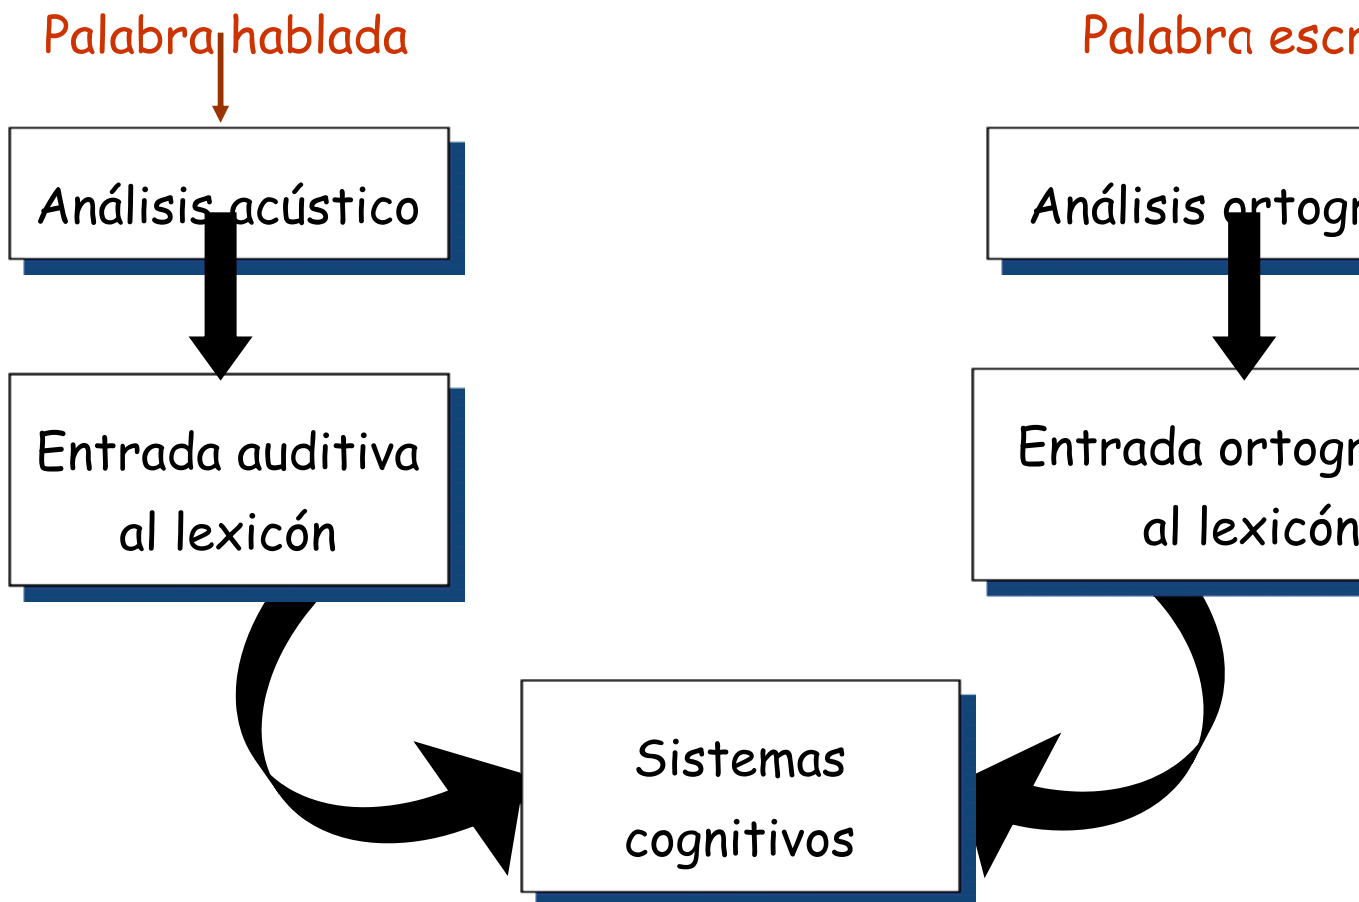 Palabra hablada
Palabra
Análisis acústico
Análisis
Entrada auditiva
al lexicón
Entrada
al lexicón
Sistemas
cognitivos